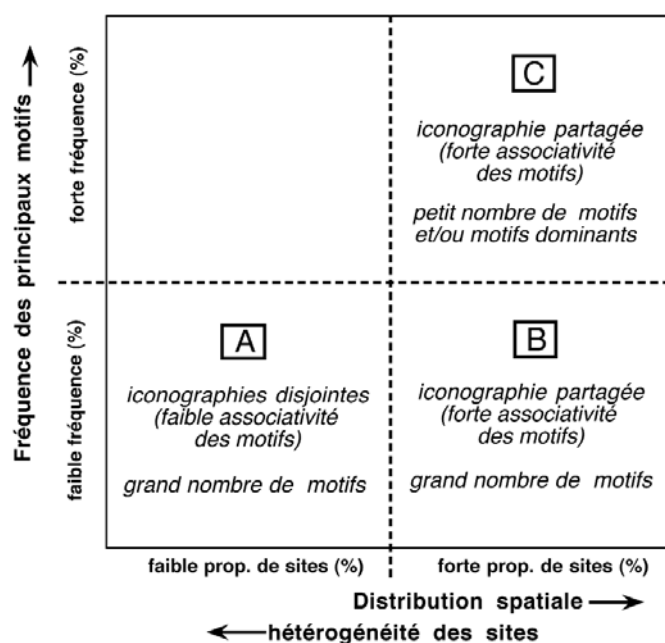 Fréquence des principaux motifs
forte fréquence (%)
faible fréquence (%)
C
iconographie partagée
(forte associativité
des motifs)
petit nombre de motifs
et/ou motifs dominants
A
iconographies disjointes
(faible associativité
des motifs)
grand nombre de motifs
B
iconographie partagée
(forte associativité
des motifs)
grand nombre de motifs
faible prop. de sites (%)
forte prop. de sites (%)
Distribution spatiale
hétérogénéité des sites